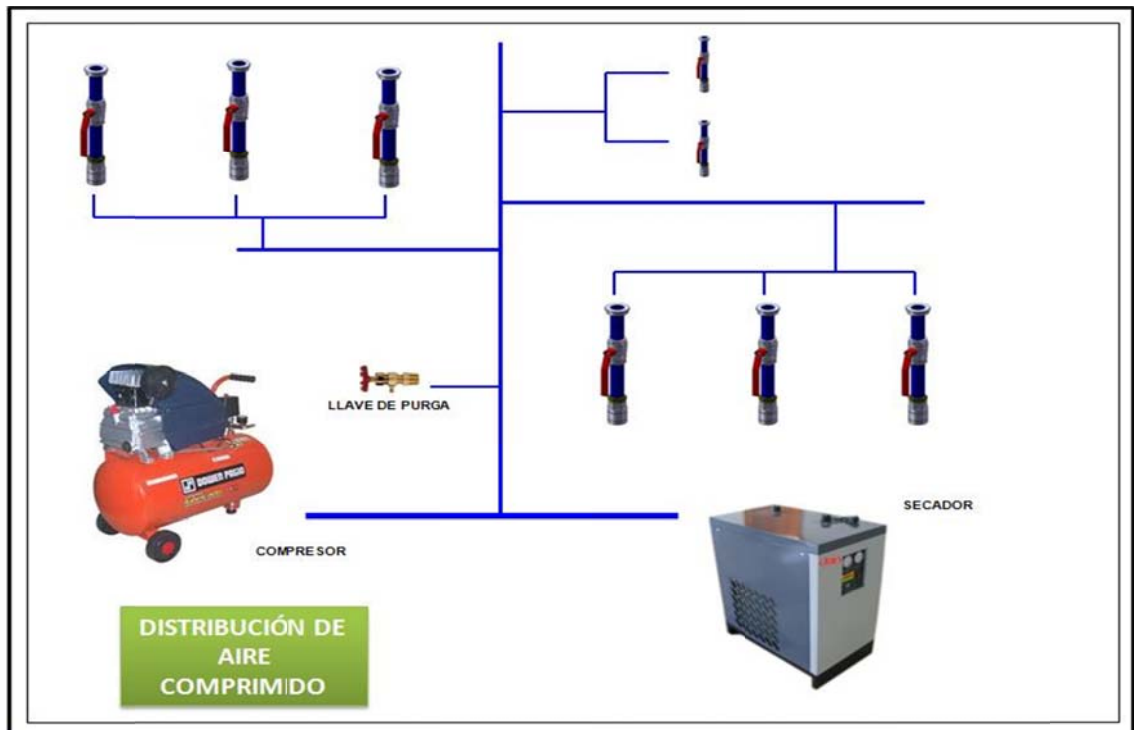 LLAVE DE PURGA
SECADOR
COMPRESOR
DISTRIBUCIÓN DE
AIRE
COMPRIMIDO